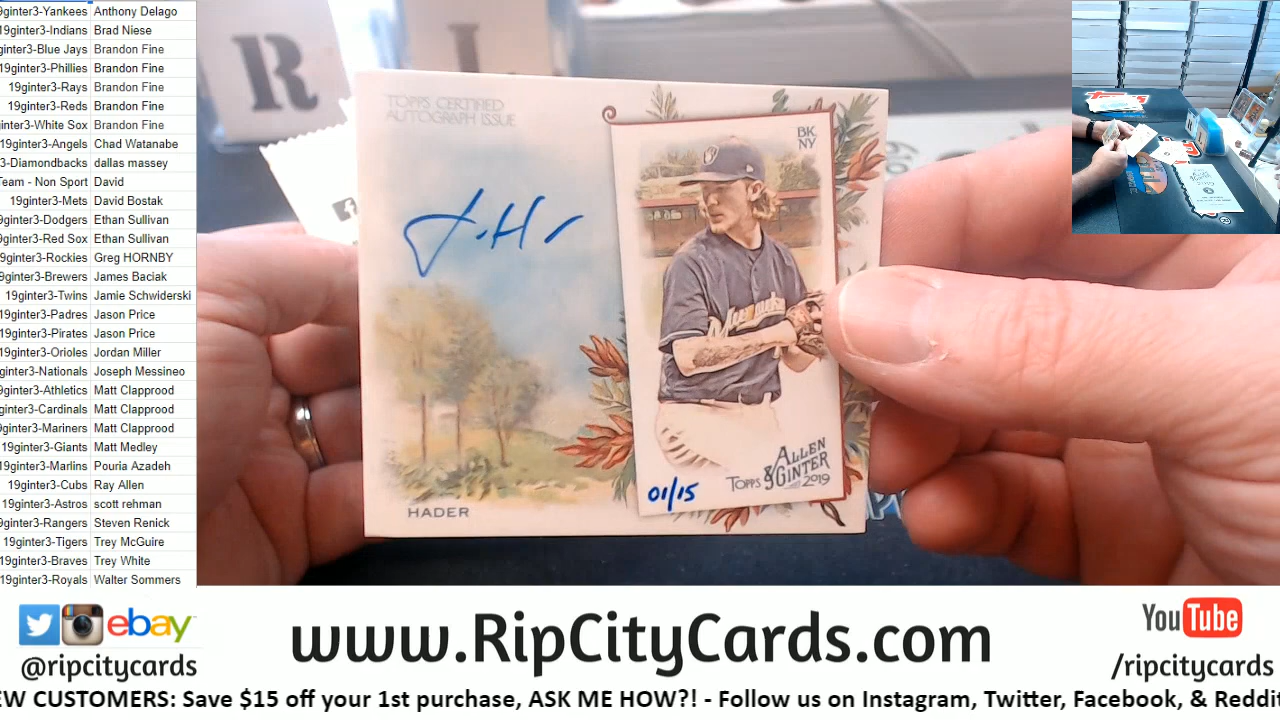 9ginter3-Yankees Anthony Delago
19ginter3-Indians Brad Niese
ginter3-Blue Jays Brandon Fine
19ginter3-Phillies Brandon Fine
19ginter3-Rays Brandon Fine
19ginter3-Reds Brandon Fine
ginter3-White Sox Brandon Fine
19ginter3-Angels Chad Watanabe
3-Diamondbacks dallas massey
Team - Non Sport David
19ginter3-Mets David Bostak
9ginter3-Dodgers Ethan Sullivan
9ginter3-Red Sox Ethan Sullivan
9ginter3-Rockies Greg HORNBY
9ginter3-Brewers James Baciak
19ginter3-Twins Jamie Schwiderski
19ginter3-Padres Jason Price
19ginter3-Pirates Jason Price
19ginter3-Orioles Jordan Miller
ginter3-Nationals Joseph Messineo
9ginter3-Athletics Matt Clapprood
ginter3-Cardinals Matt Clapprood
ginter3-Mariners Matt Clapprood
19ginter3-Giants Matt Medley
19ginter3-Marlins Pouria Azadeh
19ginter3-Cubs Ray Allen
19ginter3-Astros scott rehman
9ginter3-Rangers Steven Renick
19ginter3-Tigers Trey McGuire
19ginter3-Braves Trey White
19ginter3-Royals Walter Sommers
R
TOPPS CERTIFIED
AUTOGRAPH ISSUE
BK
NY
J.H
01/15
ALLEN
TOPPS & GINTER
2019
HADER
ebay
@ripcitycards
www.RipCityCards.com
YouTube
/ripcitycards
EW CUSTOMERS: Save $15 off your 1st purchase, ASK ME HOW?! - Follow us on Instagram, Twitter, Facebook, & Reddit